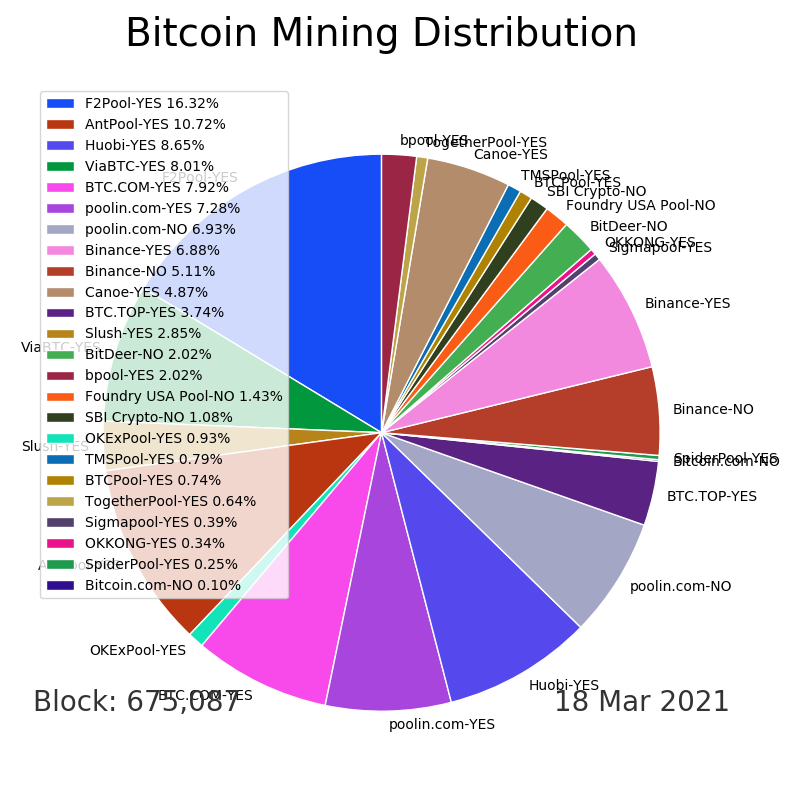 Bitcoin Mining Distribution
F2Pool-YES 16.32%
AntPool-YES 10.72%
Huobi-YES 8.65%
ViaBTC-YES 8.01%
BTC.COM-YES 7.92%
poolin.com-YES 7.28%
poolin.com-NO 6.93%
Binance-YES 6.88%
Binance-NO 5.11%
Canoe-YES 4.87%
BTC.TOP-YES 3.74%
Slush-YES 2.85%
BitDeer-NO 2.02%
bpool-YES 2.02%
Foundry USA Pool-NO 1.43%
SBI Crypto-NO 1.08%
OKExPool-YES 0.93%
TMSPool-YES 0.79%
BTCPool-YES 0.74%
TogetherPool-YES 0.64%
Sigmapool-YES 0.39%
OKKONG-YES 0.34%
SpiderPool-YES 0.25%
Bitcoin.com-NO 0.10%
bpool-YES
TogetherPool-YES
Canoe-YES
TMSPool-YES
BTCPool-YES
SBI Crypto-NO
Foundry USA Pool-NO
BitDeer-NO
OKKONG-YES
Sigmapool-YES
Binance-YES
Binance-NO
SpiderPool-YES
Bitcoin.com-NO
BTC.TOP-YES
poolin.com-NO
Huobi-YES
poolin.com-YES
BTC.COM-YES
OKExPool-YES
Slush-YES
ViaBTC-YES
F2Pool-YES
Block: 675,087
18 Mar 2021